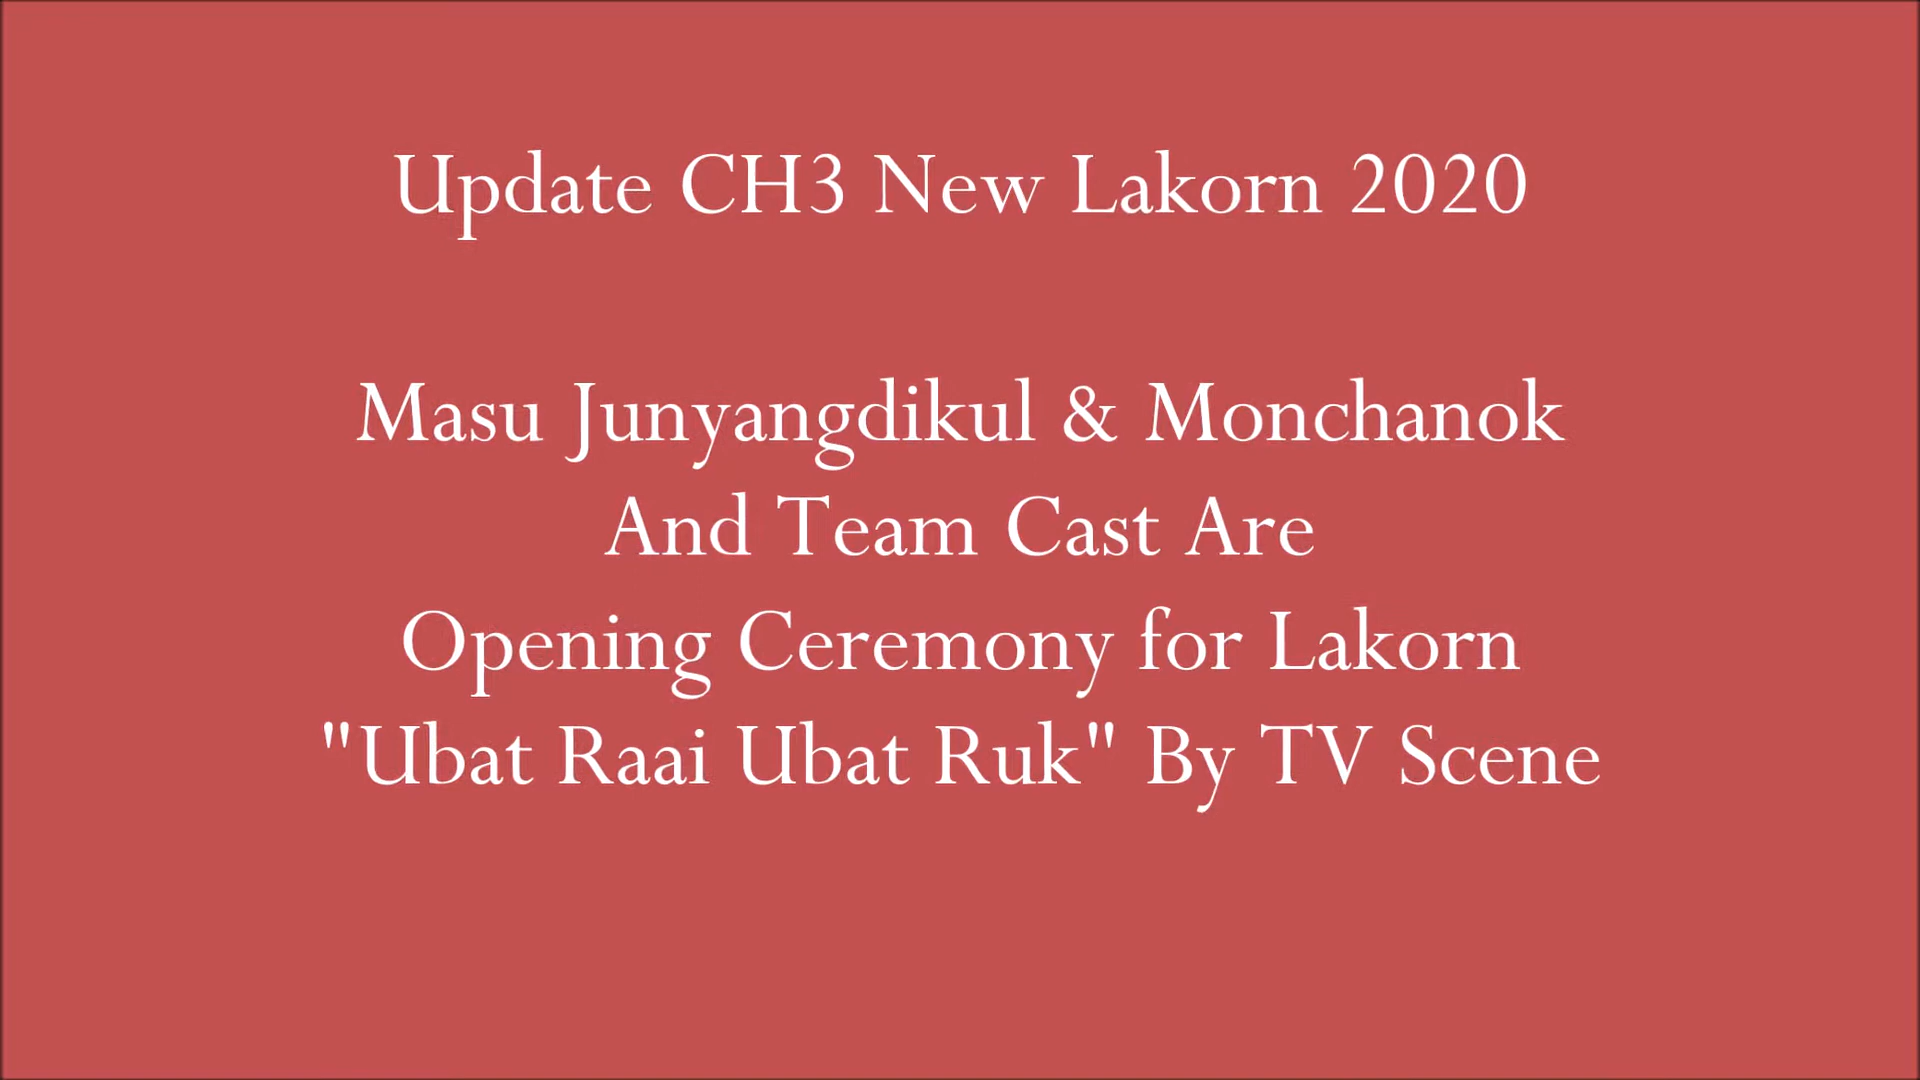 Update CH3 New Lakorn 2020
Masu Junyangdikul & Monchanok
And Team Cast Are
Opening Ceremony for Lakorn
"Ubat Raai Ubat Ruk" By TV Scene